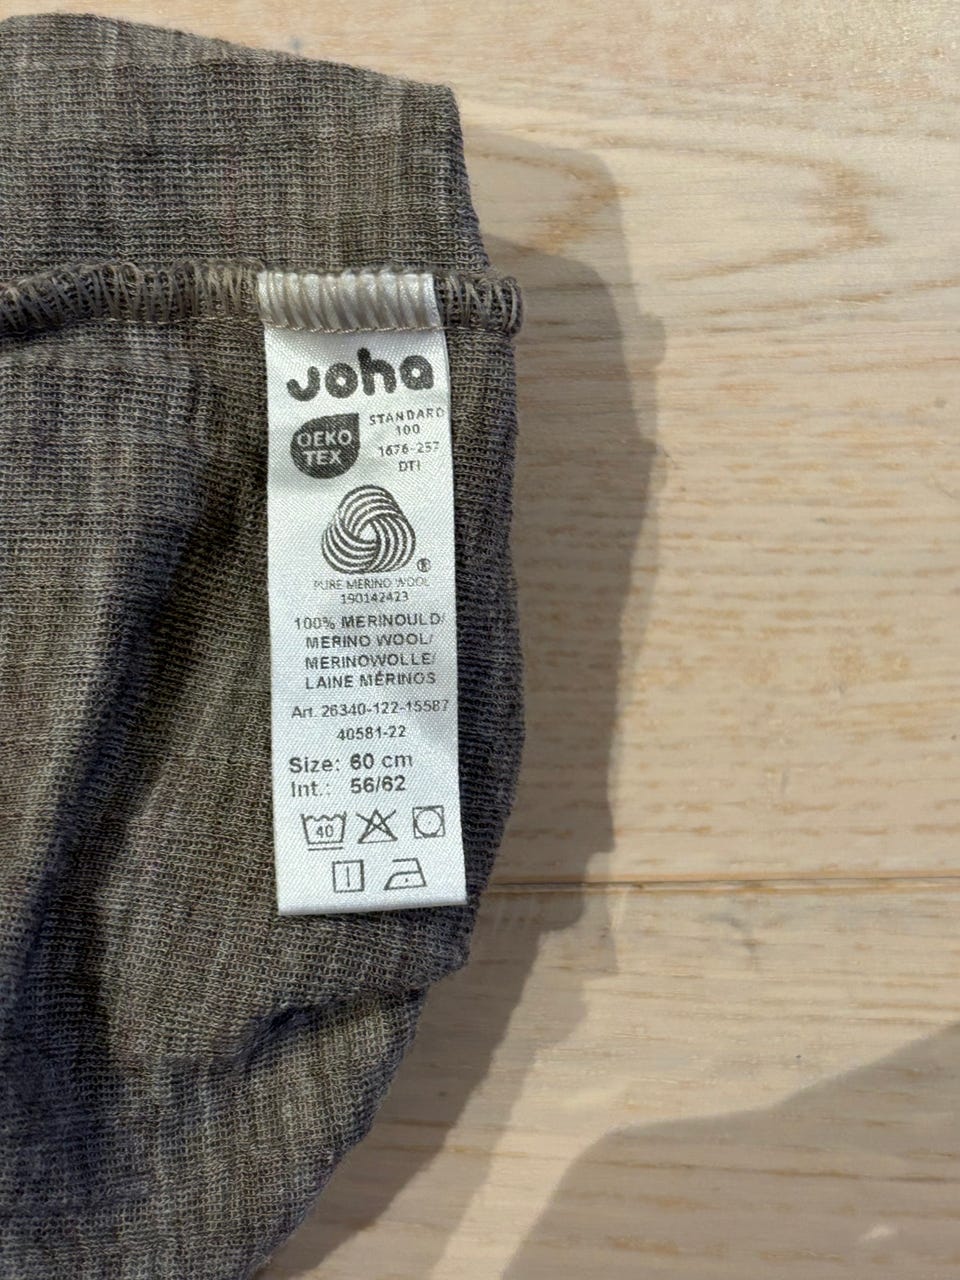 Joha
OEKO
TEX
STANDARD
100
1676-257
DTI
®
PURE MERINO WOOL
190142423
100% MERINOULD/
MERINO WOOL/
MERINOWOLLE/
LAINE MÉRINOS
Art. 26340-122-15587
40581-22
Size: 60 cm
Int.: 56/62
40